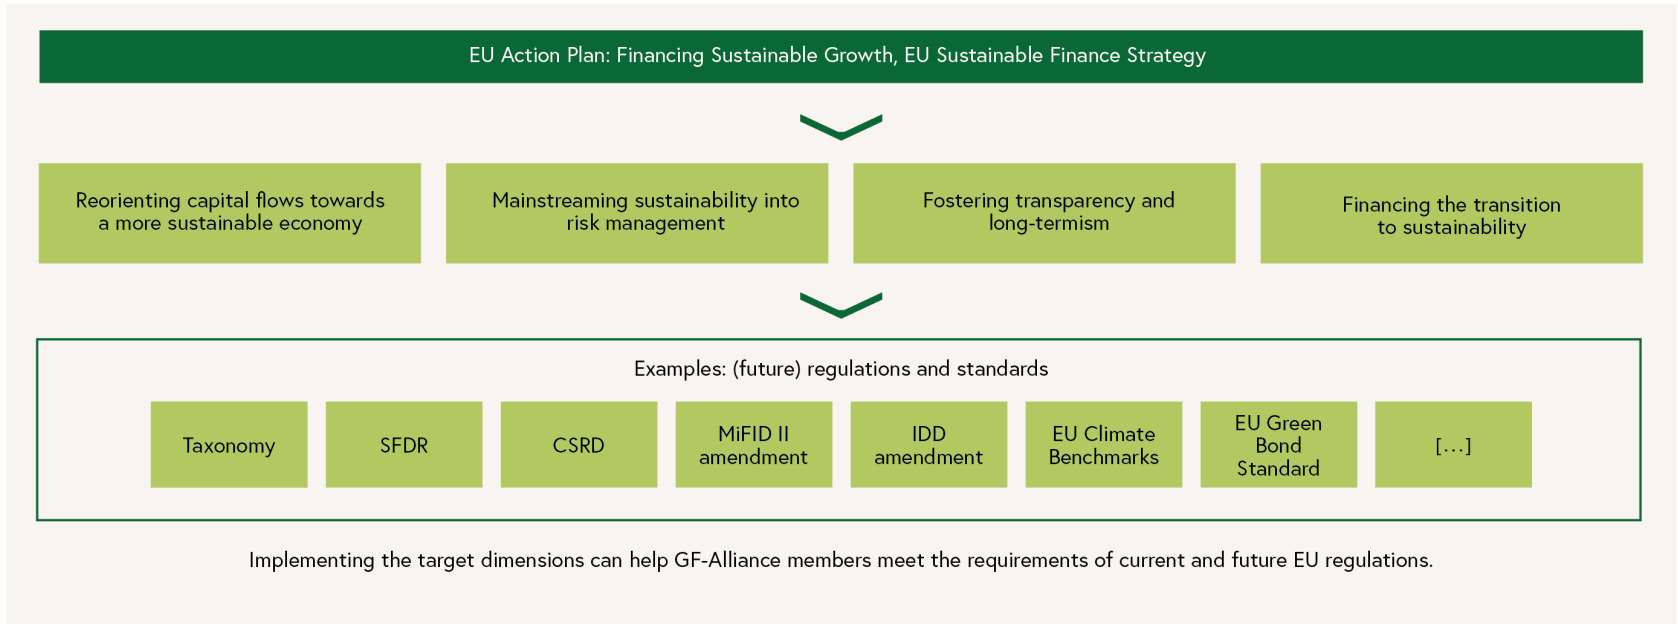 EU Action Plan: Financing Sustainable Growth, EU Sustainable Finance Strategy
Reorienting capital flows towards
a more sustainable economy
Mainstreaming sustainability into
risk management
Fostering transparency and
long-termism
Financing the transition
to sustainability
Examples: (future) regulations and standards
Taxonomy
SFDR
CSRD
MiFID II
amendment
IDD
amendment
EU Climate
Benchmarks
EU Green
Bond
Standard
[...]
Implementing the target dimensions can help GF-Alliance members meet the requirements of current and future EU regulations.